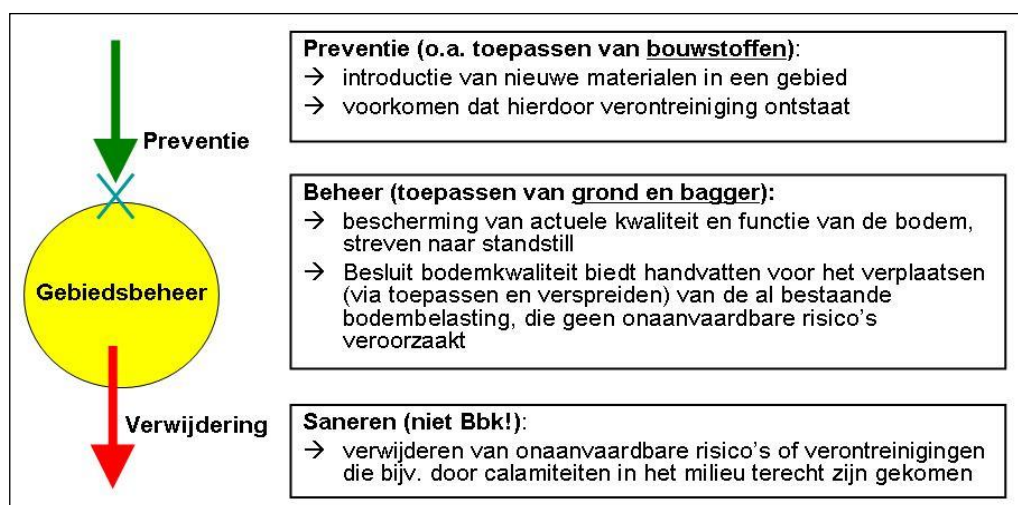 Preventie (o.a. toepassen van bouwstoffen):
→ introductie van nieuwe materialen in een gebied
→ voorkomen dat hierdoor verontreiniging ontstaat
Preventie
Beheer (toepassen van grond en bagger):
→ bescherming van actuele kwaliteit en functie van de bodem,
streven naar standstill
→ Besluit bodemkwaliteit biedt handvatten voor het verplaatsen
(via toepassen en verspreiden) van de al bestaande
bodembelasting, die geen onaanvaardbare risico's
veroorzaakt
Gebiedsbeheer
Verwijdering
Saneren (niet Bbk!):
→ verwijderen van onaanvaardbare risico's of verontreinigingen
die bijv. door calamiteiten in het milieu terecht zijn gekomen